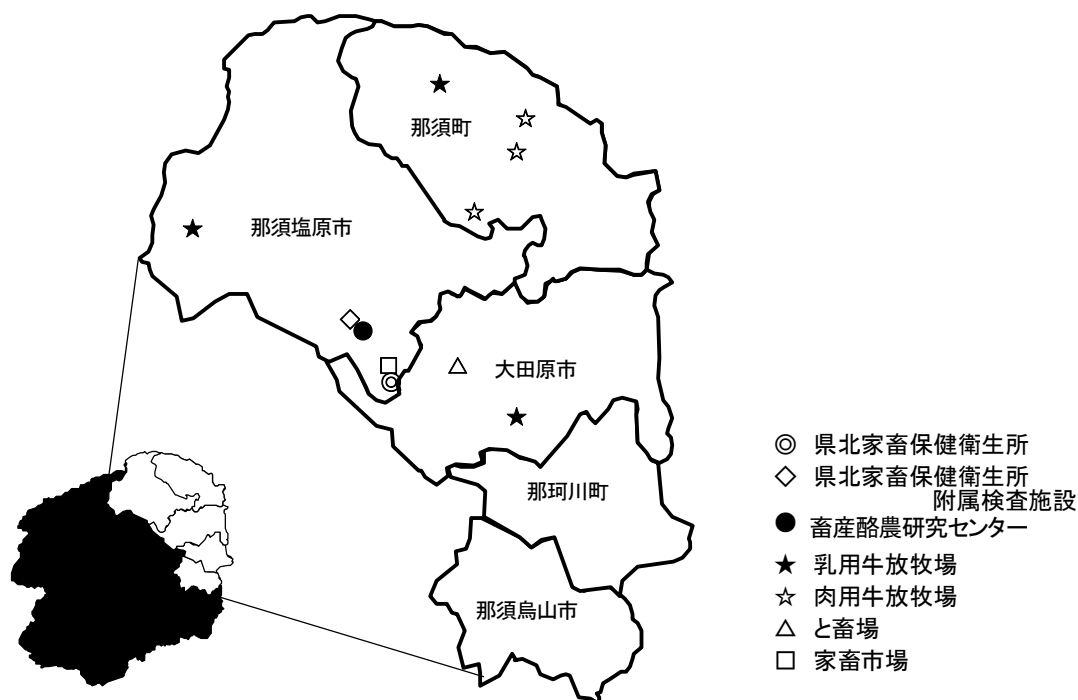 那須町
那須塩原市
大田原市
那珂川町
那須烏山市
◎ 県北家畜保健衛生所
◇ 県北家畜保健衛生所
附属検査施設
● 畜産酪農研究センター
★ 乳用牛放牧場
☆ 肉用牛放牧場
△ と畜場
□ 家畜市場